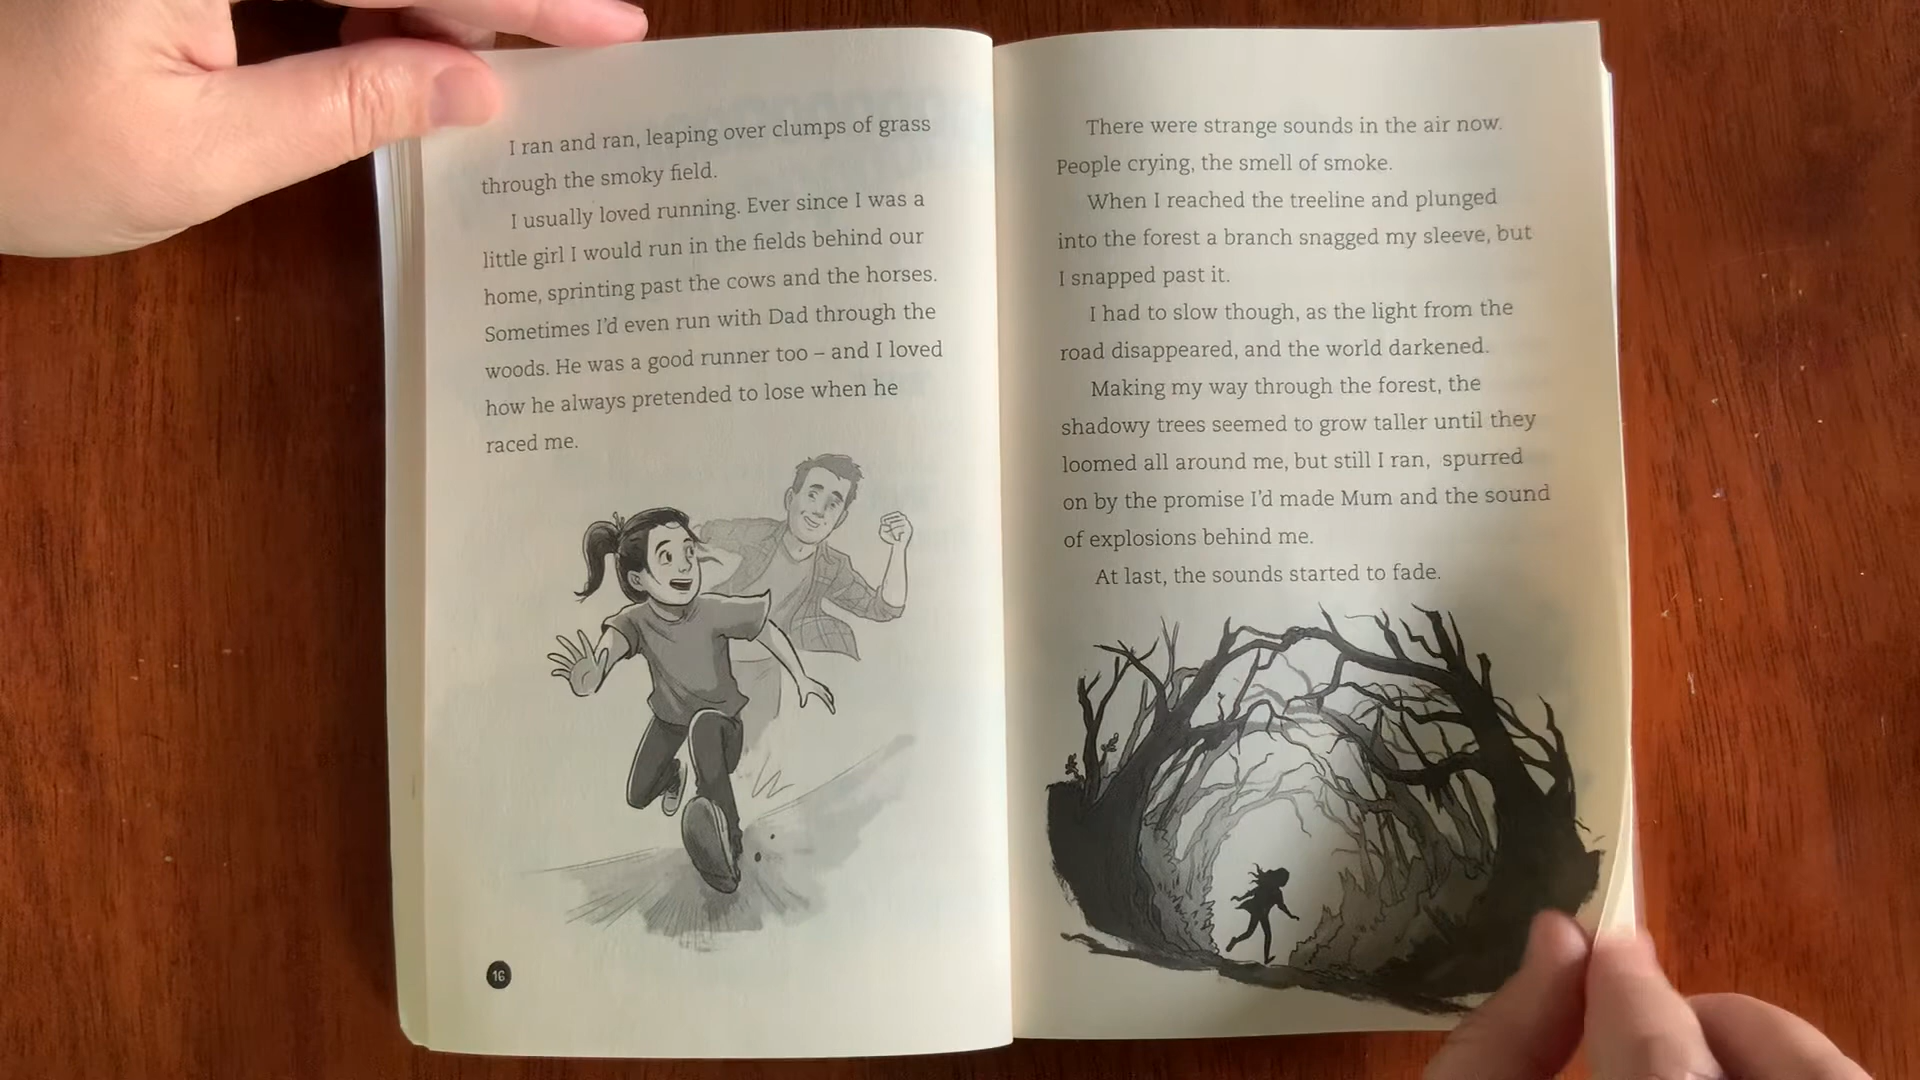 I ran and ran, leaping over clumps of grass
through the smoky field.
I usually loved running. Ever since I was a
little girl I would run in the fields behind our
home, sprinting past the cows and the horses.
Sometimes I'd even run with Dad through the
woods. He was a good runner too – and I loved
how he always pretended to lose when he
raced me.
16
There were strange sounds in the air now.
People crying, the smell of smoke.
When I reached the treeline and plunged
into the forest a branch snagged my sleeve, but
I snapped past it.
I had to slow though, as the light from the
road disappeared, and the world darkened.
Making my way through the forest, the
shadowy trees seemed to grow taller until they
loomed all around me, but still I ran, spurred
on by the promise I'd made Mum and the sound
of explosions behind me.
At last, the sounds started to fade.